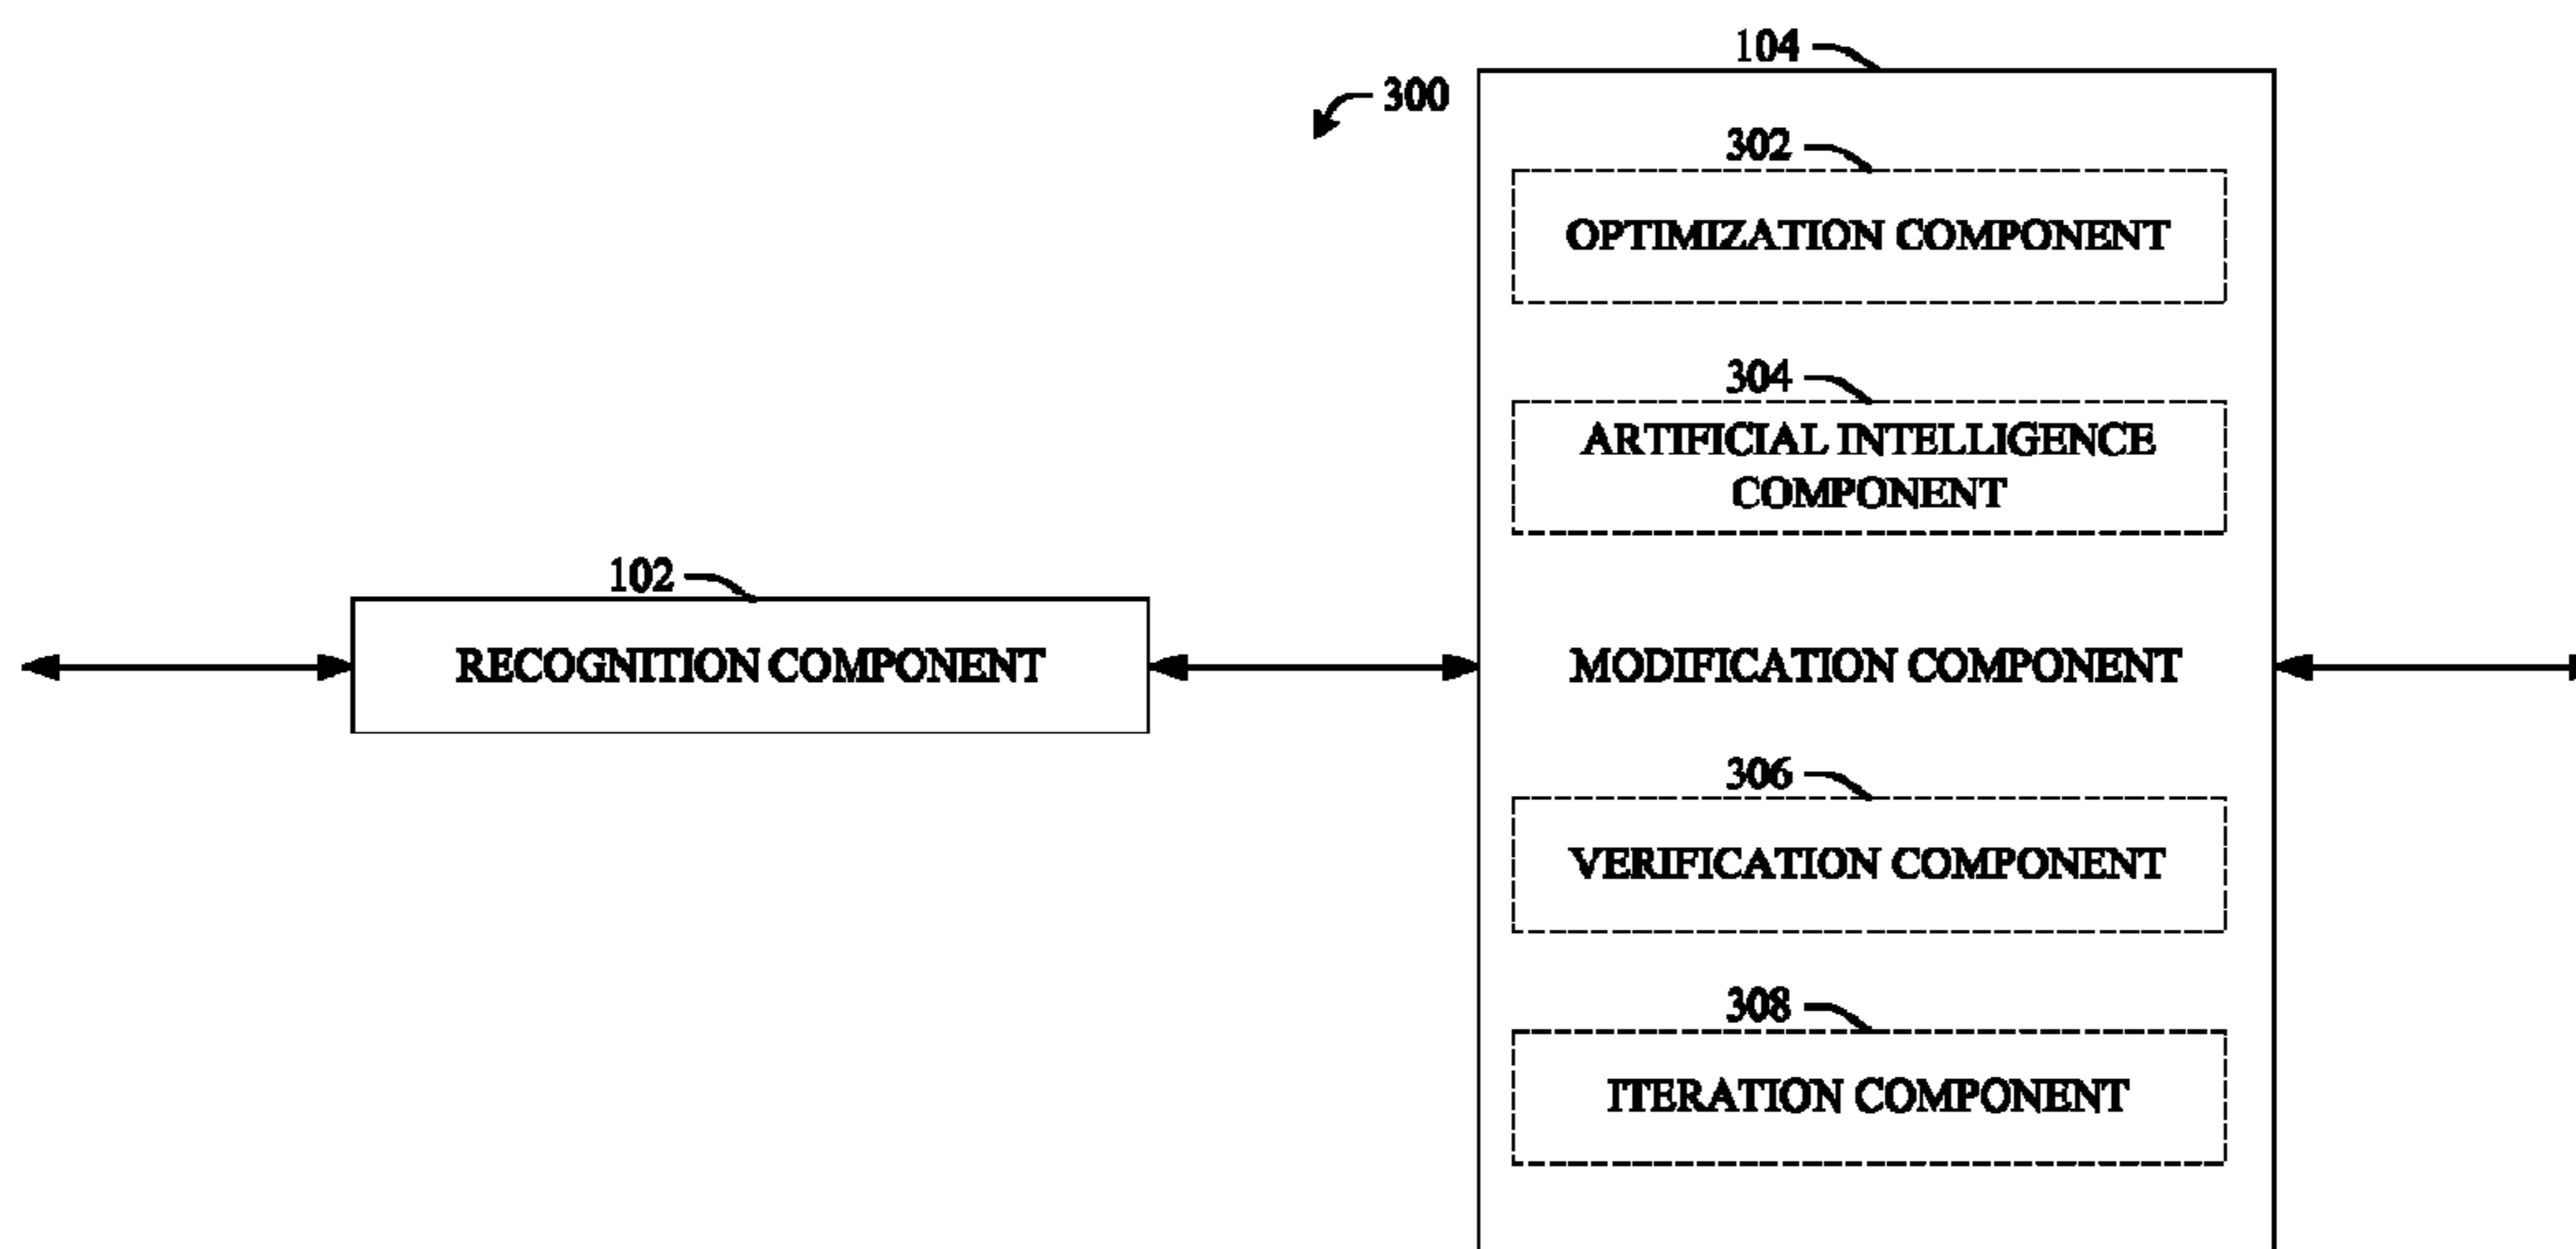 104
300
302
OPTIMIZATION COMPONENT
304
ARTIFICIAL INTELLIGENCE
COMPONENT
102
RECOGNITION COMPONENT
MODIFICATION COMPONENT
306
VERIFICATION COMPONENT
308
ITERATION COMPONENT